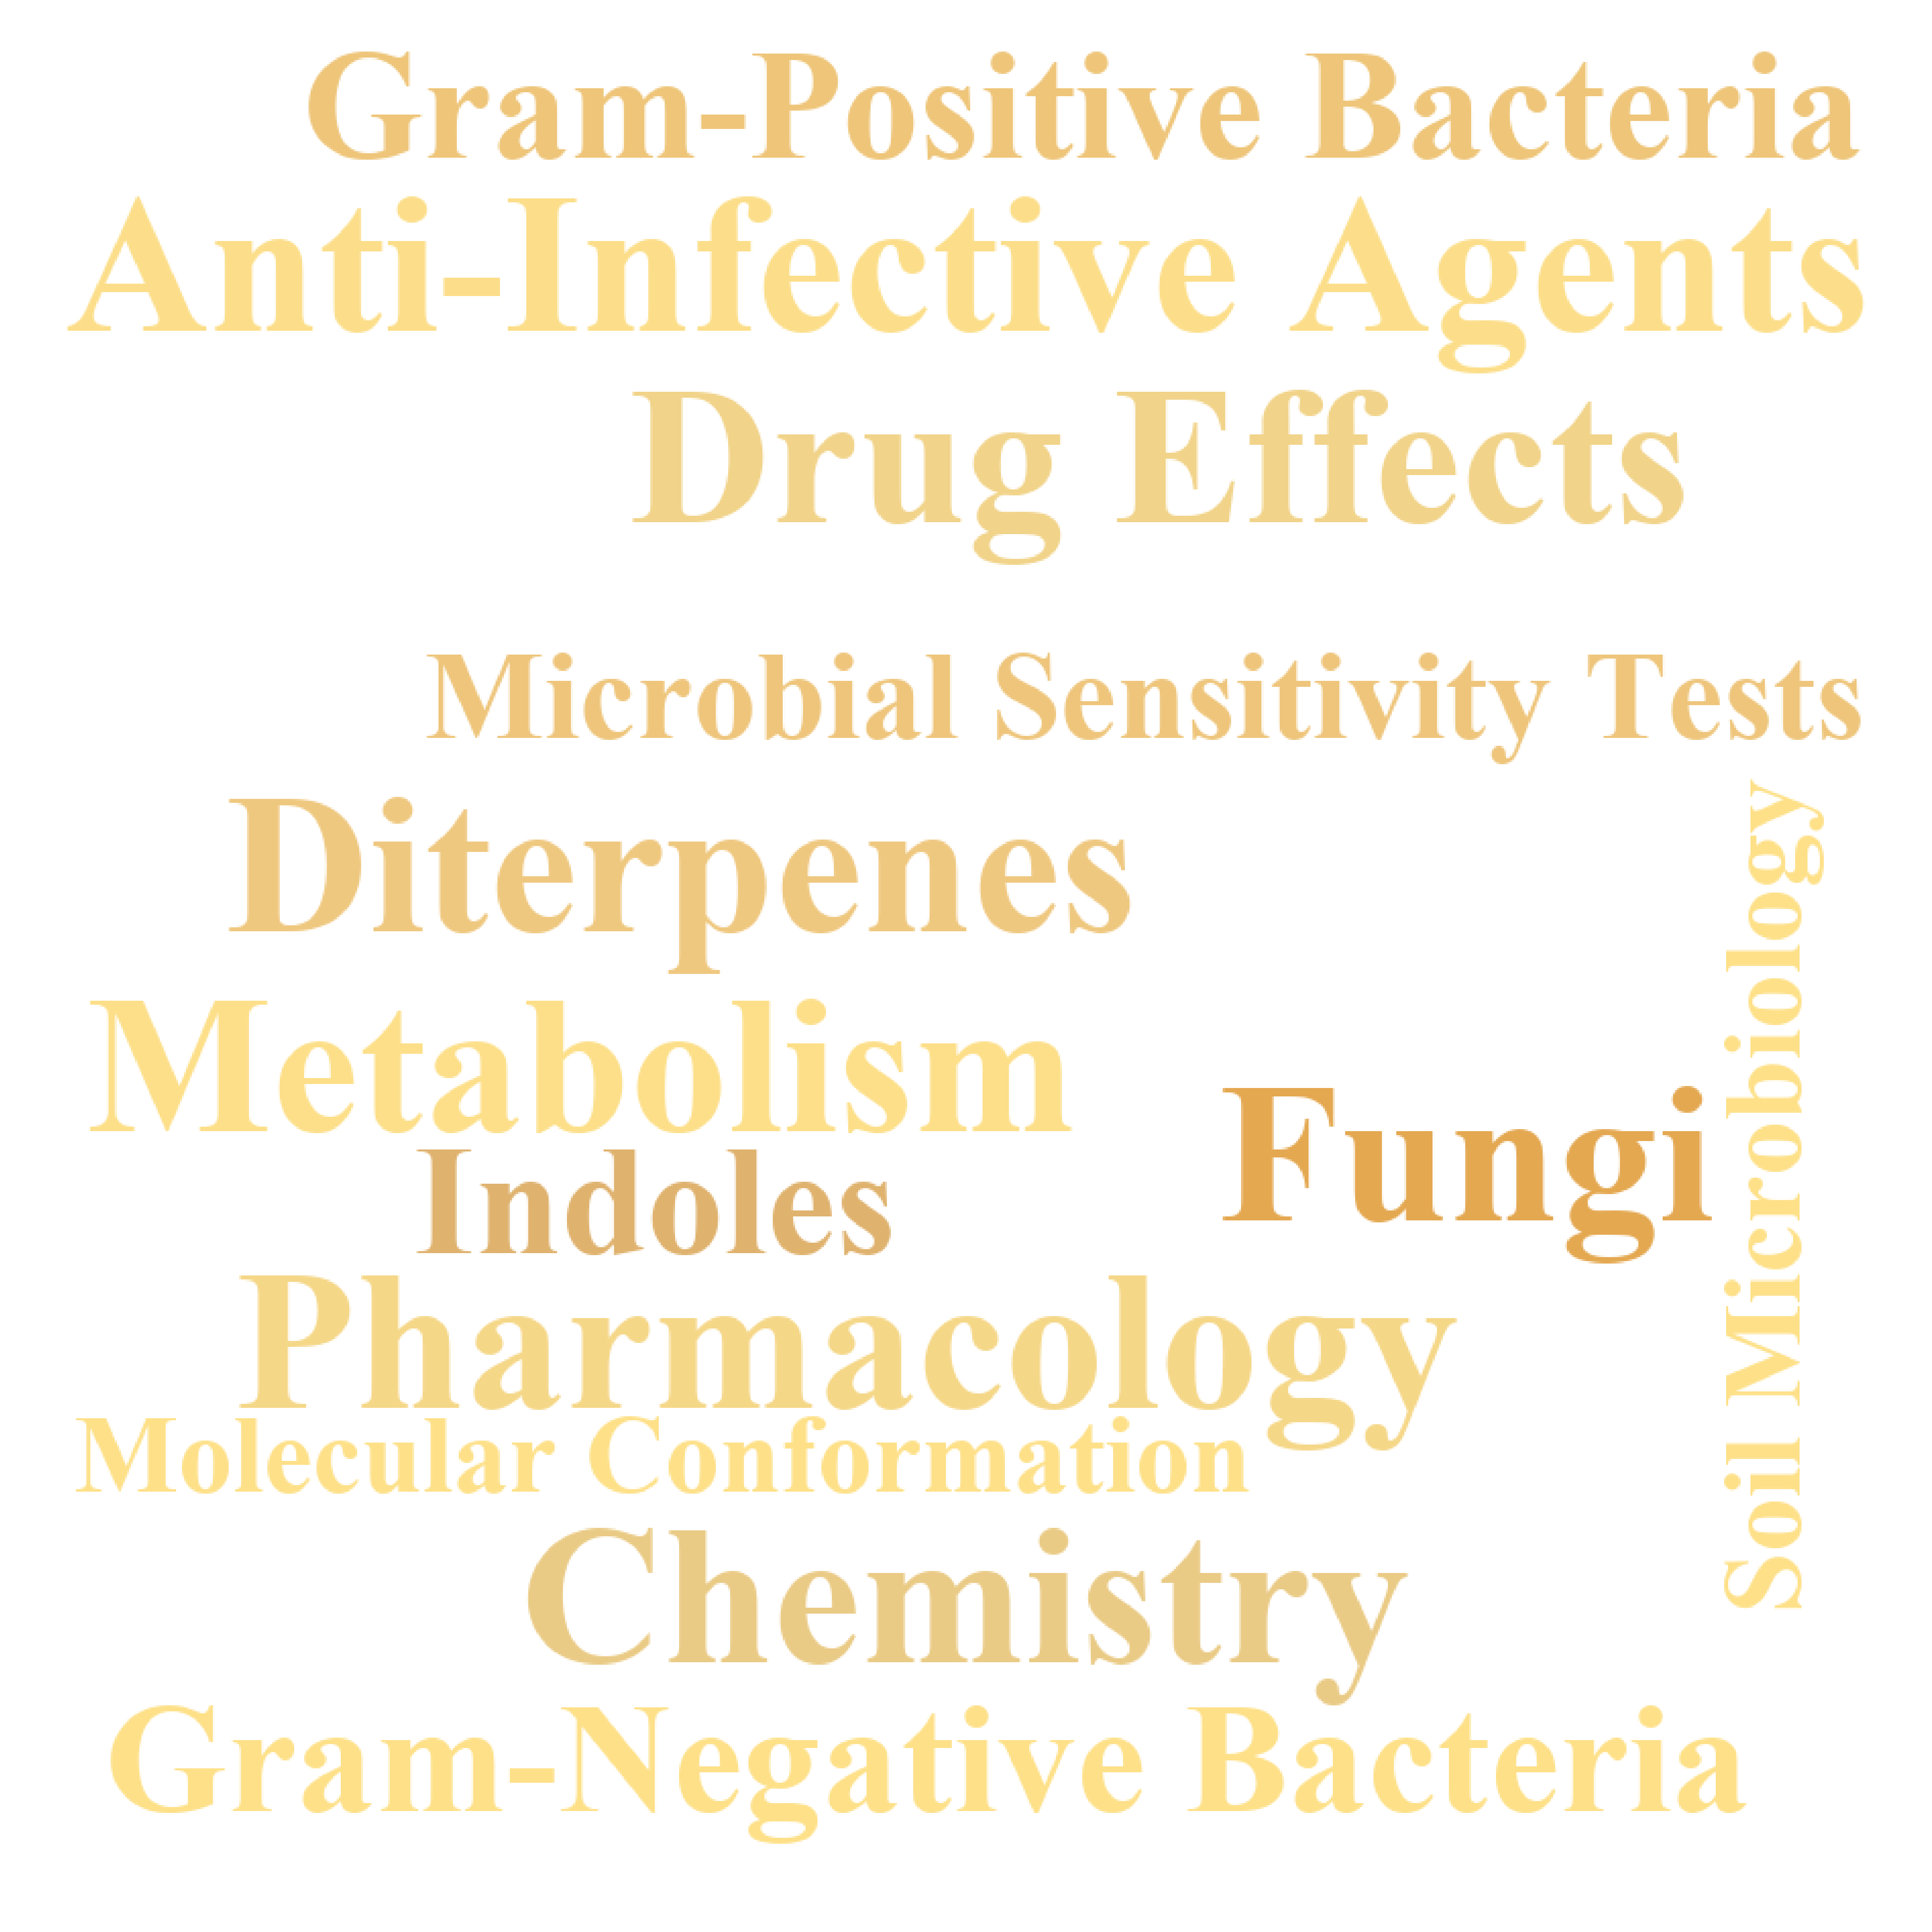 Gram-Positive Bacteria
Anti-Infective Agents
Drug Effects
Microbial Sensitivity Tests
Diterpenes
Soil Microbiology
Metabolism
Fungi
Indoles
Pharmacology
Molecular Conformation
Chemistry
Gram-Negative Bacteria